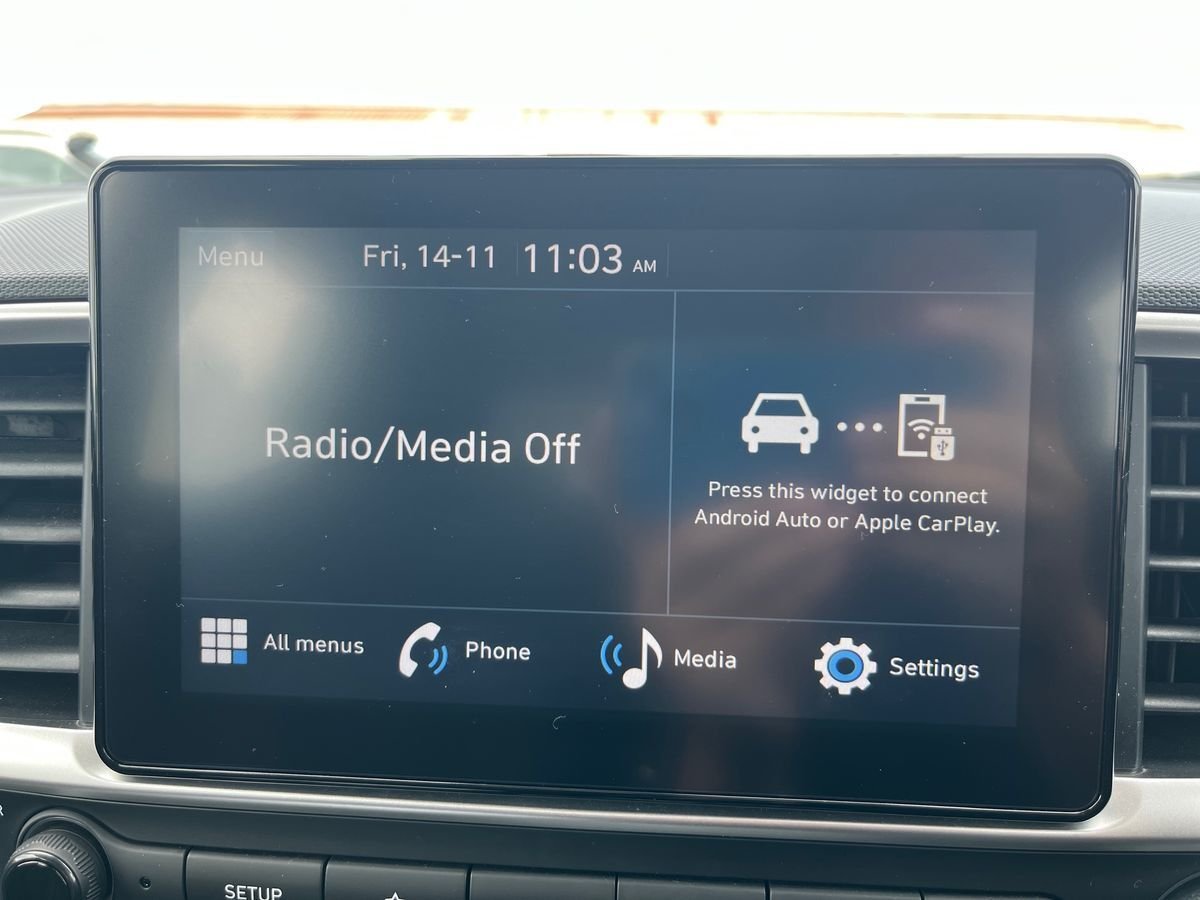 Menu
Fri, 14-11
11:03 AM
Radio/Media Off
Press this widget to connect
Android Auto or Apple CarPlay.
All menus
Phone
Media
Settings
SETUP